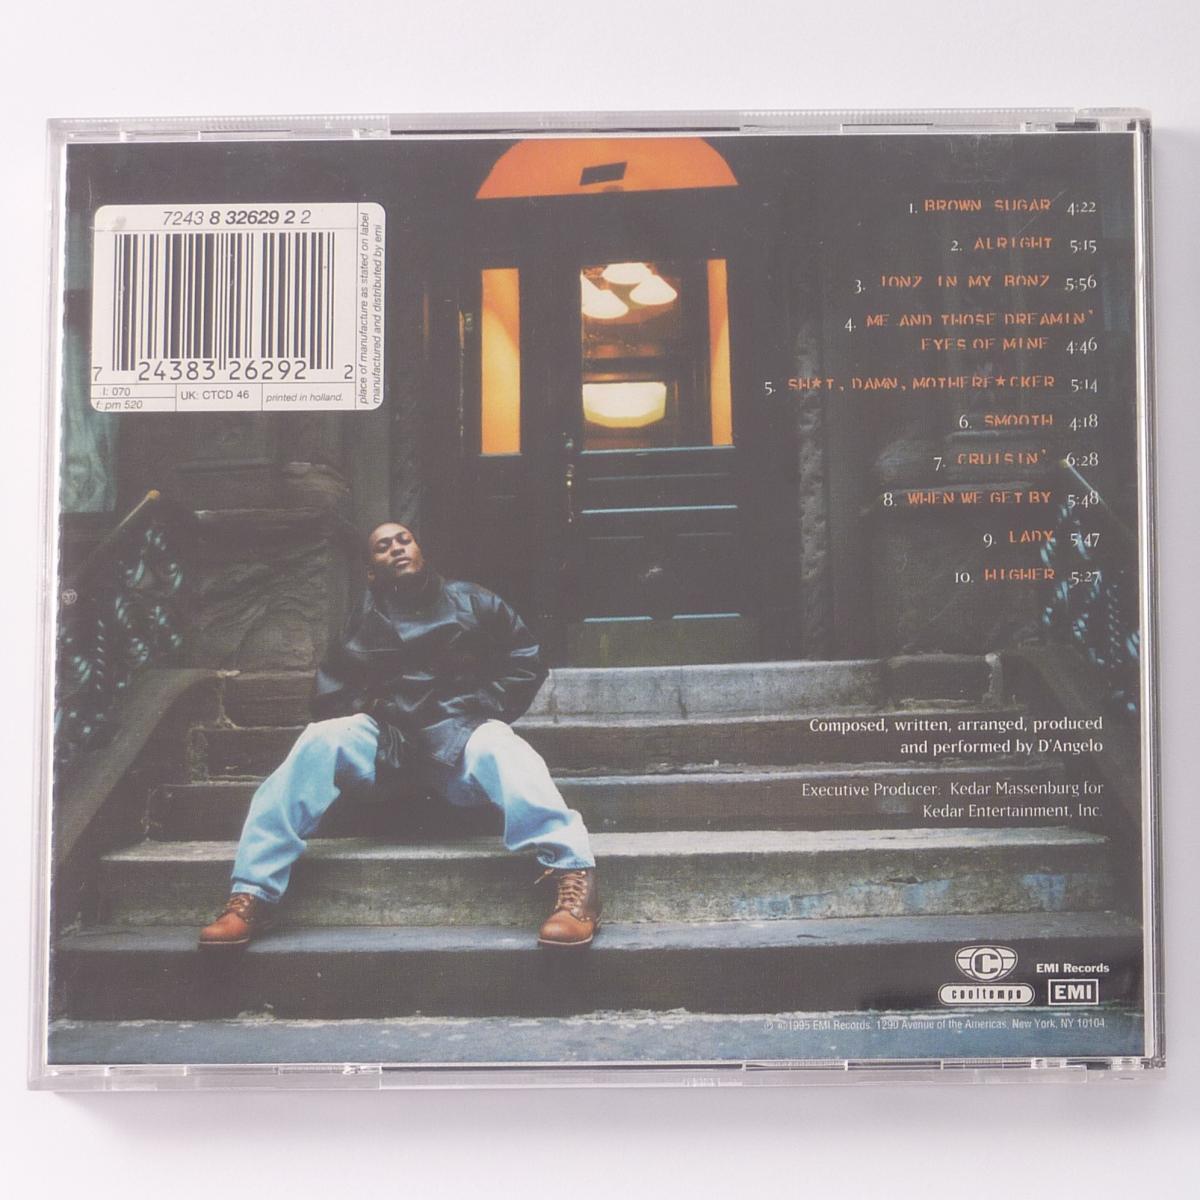 7243 8 32629 2 2
7 24383 26292 2
I: 070
f: pm 520
UK: CTCD 46
printed in holland.
place of manufacture as stated on label
manufactured and distributed by emi
1. BROWN SUGAR 4:22
2. ALRIGHT 5:15
3. JONZ IN MY BONZ 5:56
4. ME AND THOSE DREAMIN'
EYES OF MINE 4:46
5. SH★T, DAMN, MOTHERF★CKER 5:14
6. SMOOTH 4:18
7. CRUISIN' 6:28
8. WHEN WE GET BY 5:48
9. LADY 5:47
10. HIGHER 5:27
Composed, written, arranged, produced
and performed by D'Angelo
Executive Producer: Kedar Massenburg for
Kedar Entertainment, Inc.
C
cooltempo
EMI Records
EMI
℗ ©1995 EMI Records. 1290 Avenue of the Americas, New York, NY 10104.